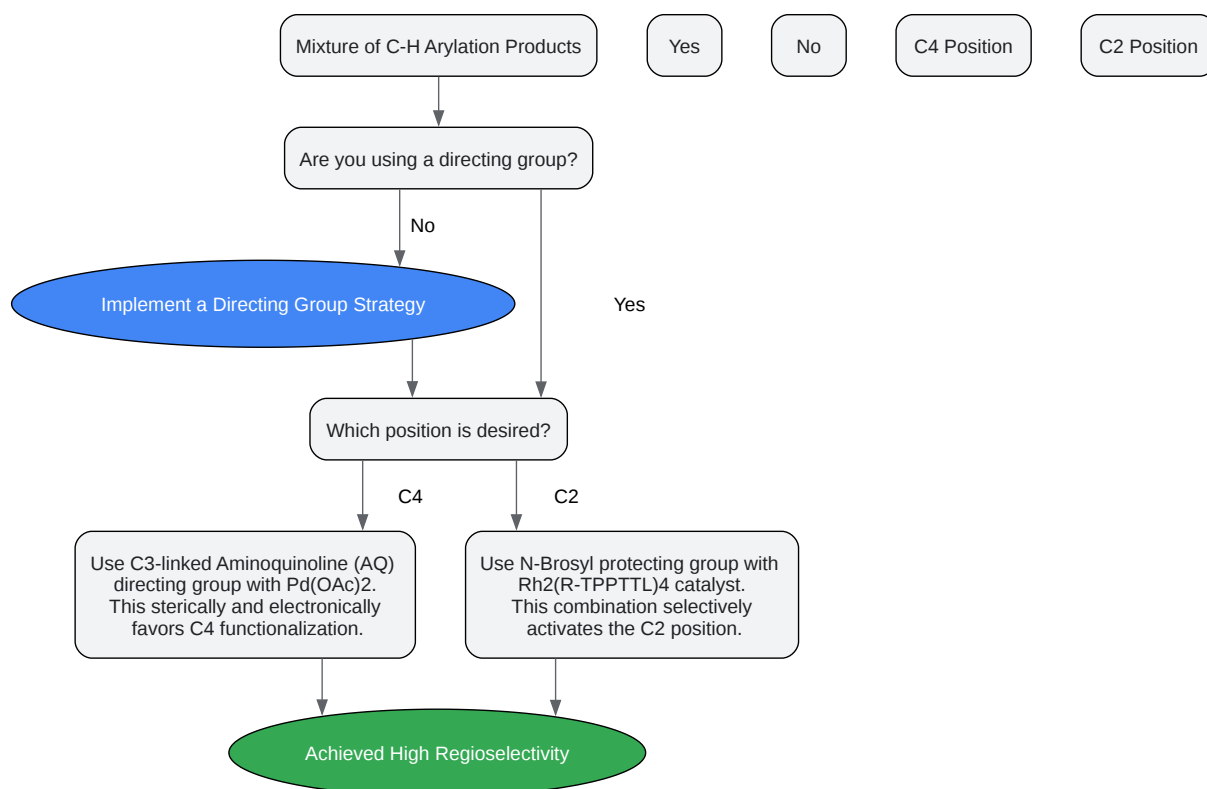 Mixture of C-H Arylation Products
Yes
No
C4 Position
C2 Position
Are you using a directing group?
No
Implement a Directing Group Strategy
Yes
Which position is desired?
C4
C2
Use C3-linked Aminoquinoline (AQ)
directing group with Pd(OAc)2.
This sterically and electronically
favors C4 functionalization.
Use N-Brosyl protecting group with
Rh2(R-TPPTTL)4 catalyst.
This combination selectively
activates the C2 position.
Achieved High Regioselectivity